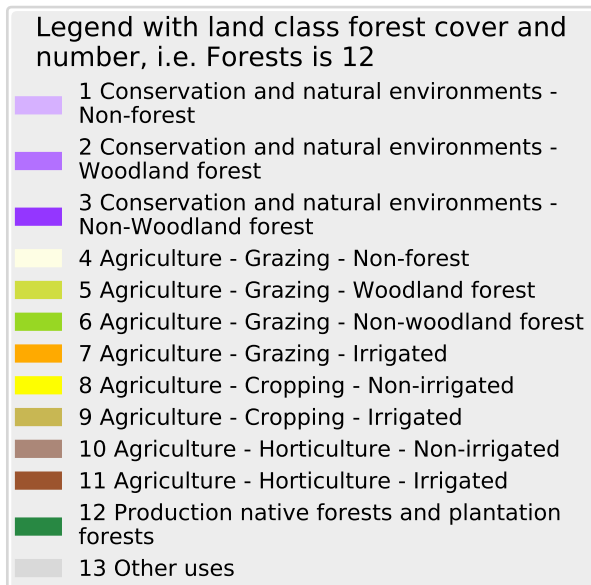 Legend with land class forest cover and
number, i.e. Forests is 12
1 Conservation and natural environments -
Non-forest
2 Conservation and natural environments -
Woodland forest
3 Conservation and natural environments -
Non-Woodland forest
4 Agriculture - Grazing - Non-forest
5 Agriculture - Grazing - Woodland forest
6 Agriculture - Grazing - Non-woodland forest
7 Agriculture - Grazing - Irrigated
8 Agriculture - Cropping - Non-irrigated
9 Agriculture - Cropping - Irrigated
10 Agriculture - Horticulture - Non-irrigated
11 Agriculture - Horticulture - Irrigated
12 Production native forests and plantation
forests
13 Other uses